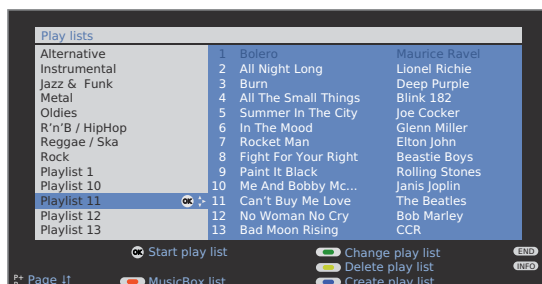 Play lists
Alternative 1 Bolero Maurice Ravel
Instrumental 2 All Night Long Lionel Richie
Jazz & Funk 3 Burn Deep Purple
Metal 4 All The Small Things Blink 182
Oldies 5 Summer In The City Joe Cocker
R'n'B / HipHop 6 In The Mood Glenn Miller
Reggae / Ska 7 Rocket Man Elton John
Rock 8 Fight For Your Right Beastie Boys
Playlist 1 9 Paint It Black Rolling Stones
Playlist 10 10 Me And Bobby Mc... Janis Joplin
Playlist 11 OK 11 Can't Buy Me Love The Beatles
Playlist 12 12 No Woman No Cry Bob Marley
Playlist 13 13 Bad Moon Rising CCR
OK Start play list Change play list END
Delete play list INFO
P+ Page MusicBox list Create play list